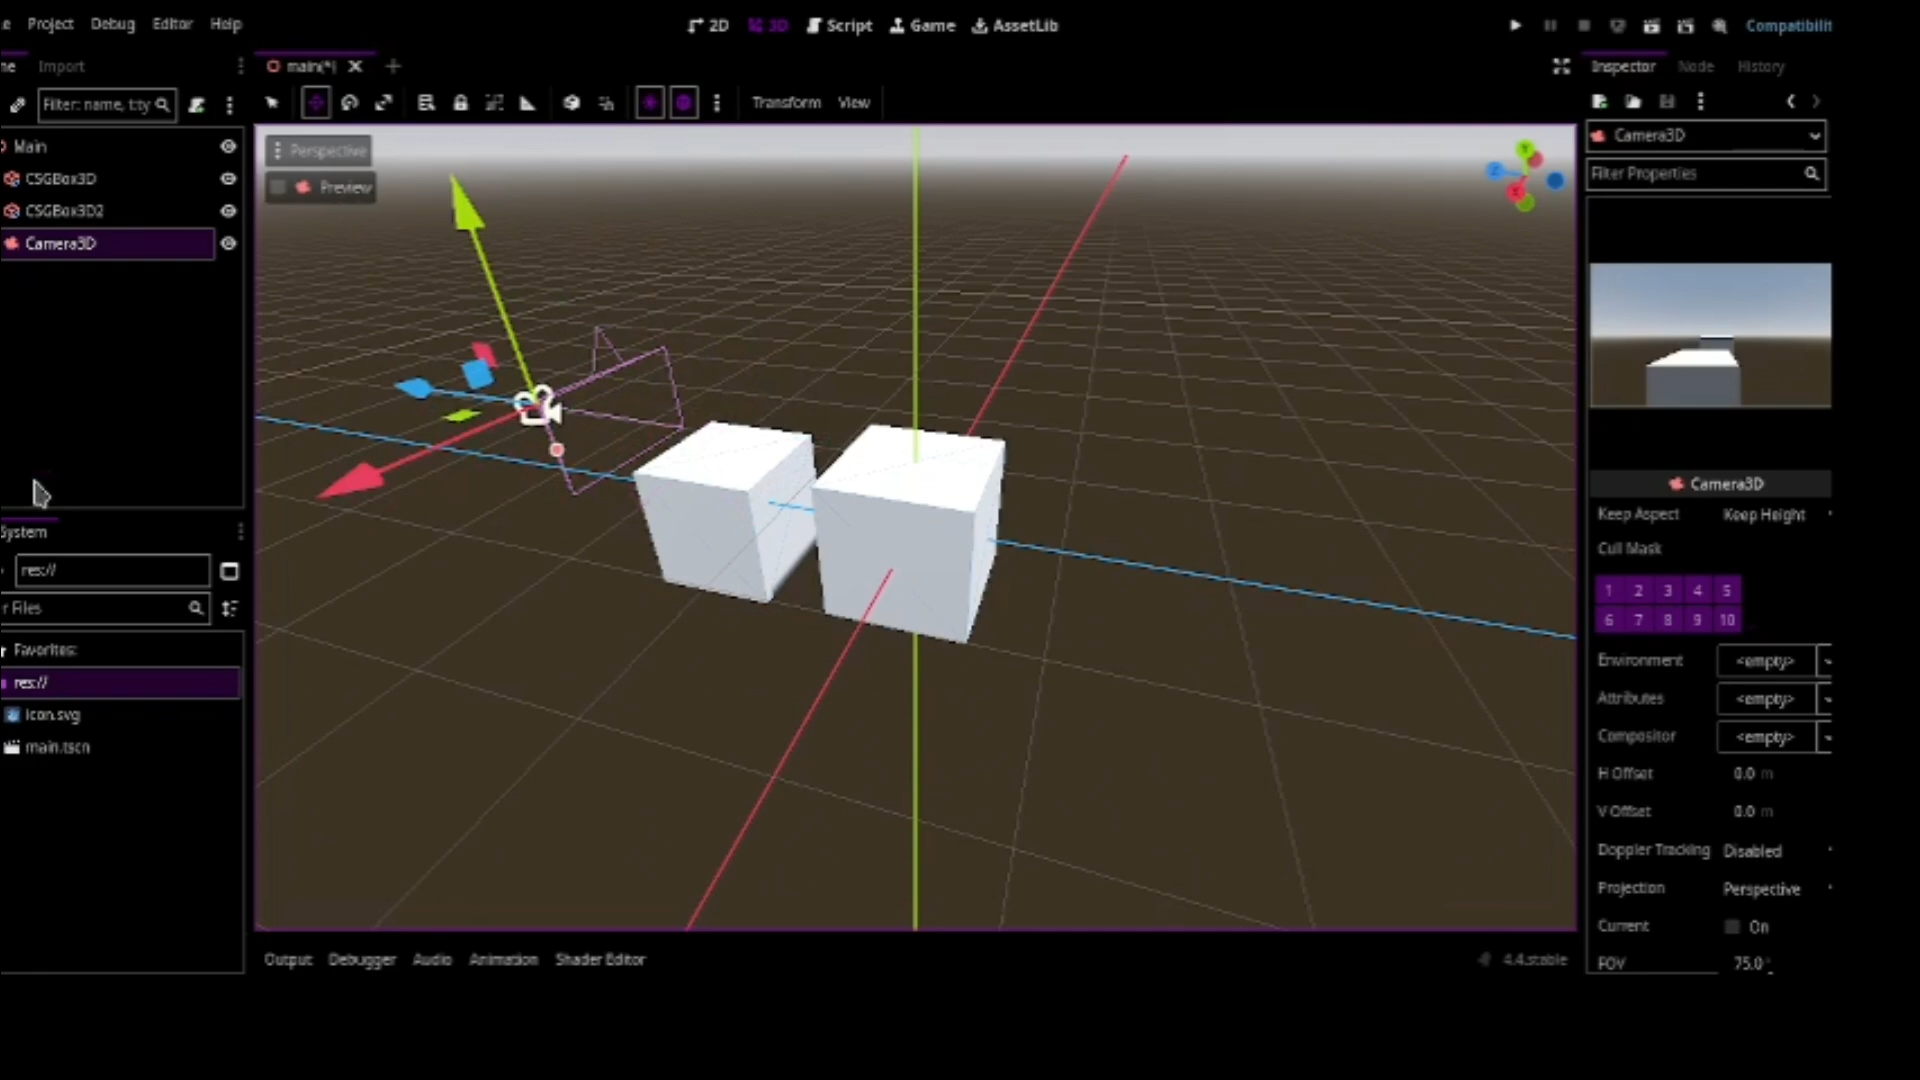 Project Debug Editor Help
2D 3D Script Game AssetLib
Compatibilit
Import
main(*)
Inspector Node History
Filter: name, t:ty
Transform View
Camera3D
Main
Perspective
Filter Properties
CSGBox3D
Preview
CSGBox3D2
Camera3D
Camera3D
Keep Aspect Keep Height
System
Cull Mask
res://
1 2 3 4 5
r Files
6 7 8 9 10
Favorites:
Environment <empty>
res://
Attributes <empty>
icon.svg
Compositor <empty>
main.tscn
H Offset 0.0 m
V Offset 0.0 m
Doppler Tracking Disabled
Projection Perspective
Current On
Output Debugger Audio Animation Shader Editor
4.4.stable
FOV 75.0 °